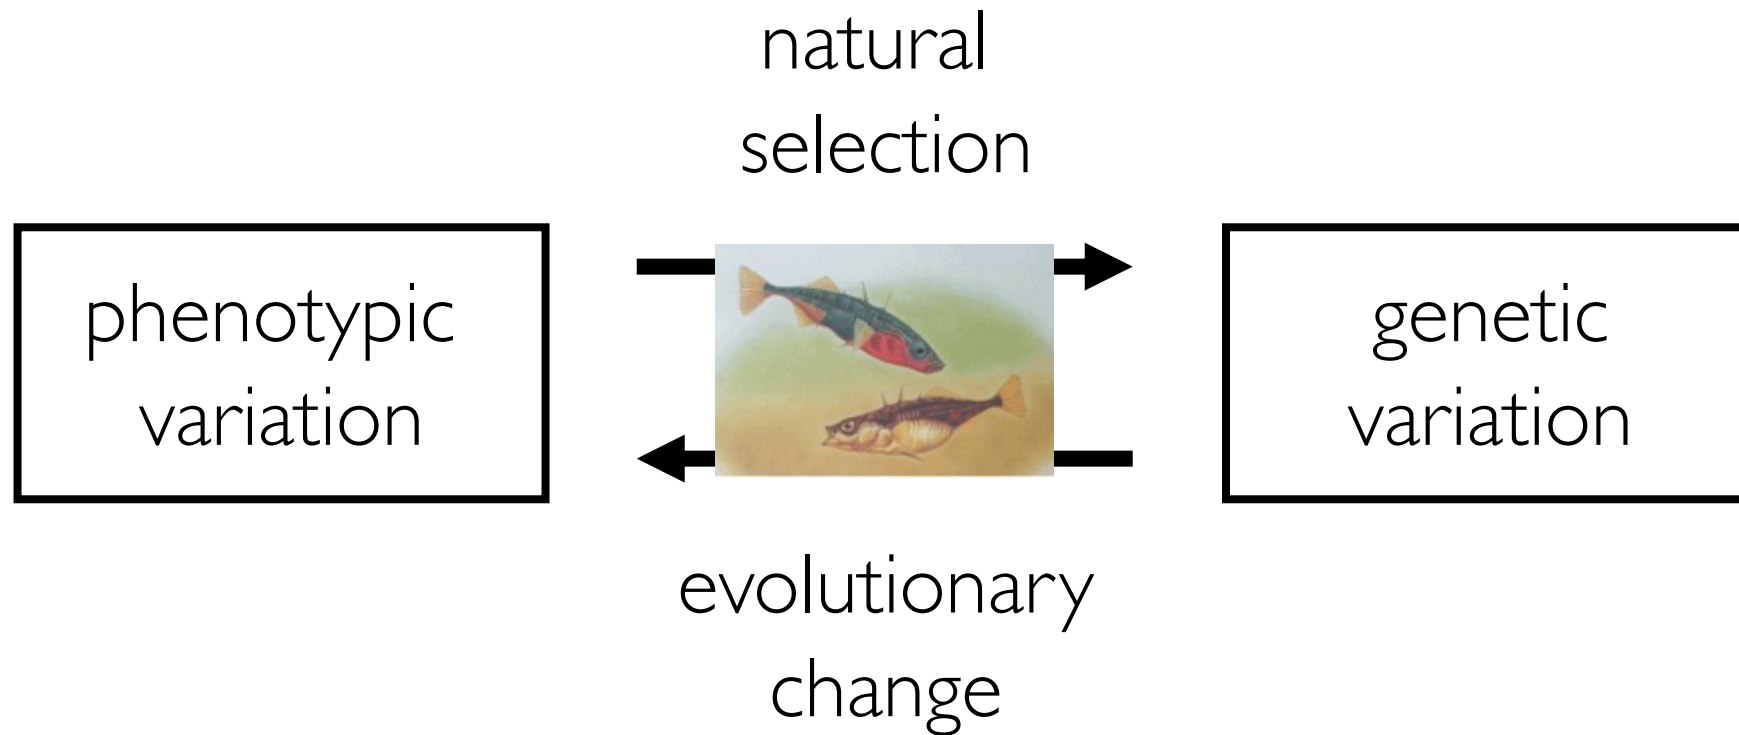 natural
selection
phenotypic
variation
genetic
variation
evolutionary
change